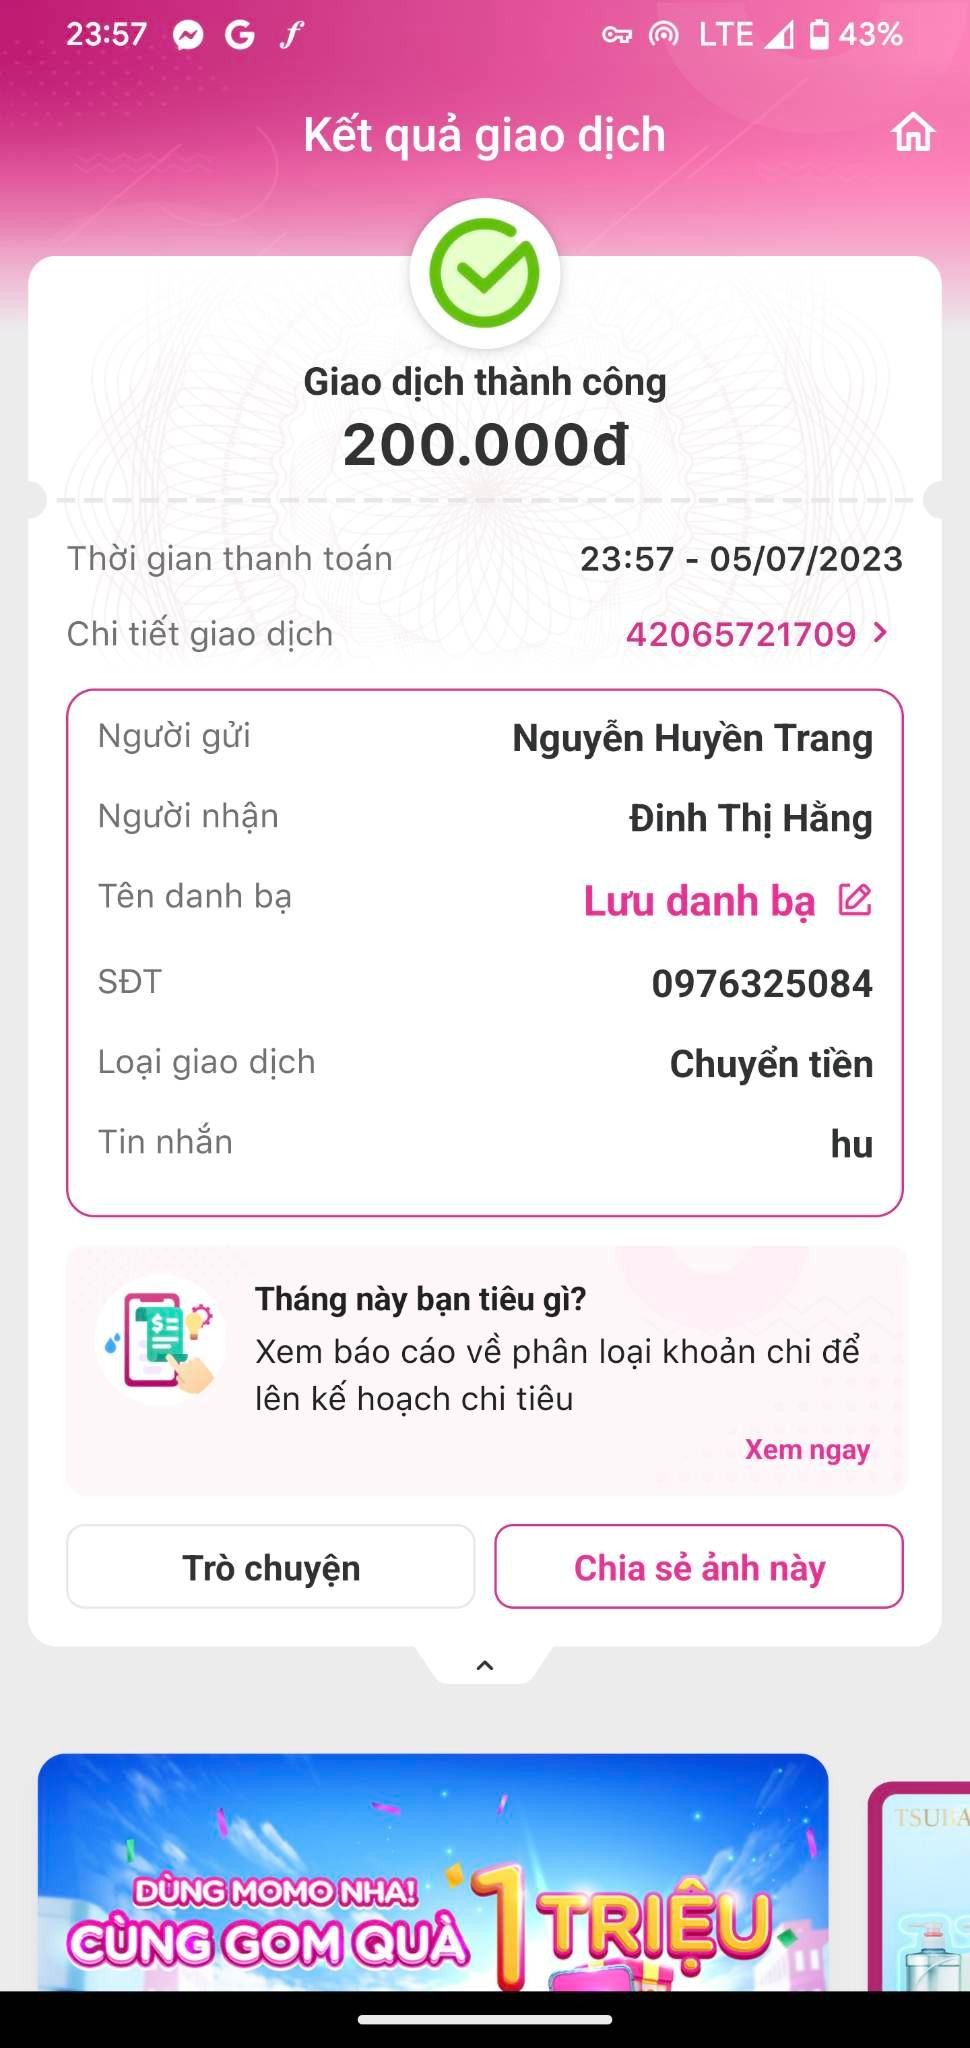 23:57 G f LTE 43%
Kết quả giao dịch
Giao dịch thành công
200.000đ
Thời gian thanh toán 23:57 - 05/07/2023
Chi tiết giao dịch 42065721709 >
Người gửi Nguyễn Huyền Trang
Người nhận Đinh Thị Hằng
Tên danh bạ Lưu danh bạ
SĐT 0976325084
Loại giao dịch Chuyển tiền
Tin nhắn hu
Tháng này bạn tiêu gì?
Xem báo cáo về phân loại khoản chi để
lên kế hoạch chi tiêu
Xem ngay
Trò chuyện Chia sẻ ảnh này
DÙNG MOMO NHA!
CÙNG GOM QUÀ 1 TRIỆU
TSUBA